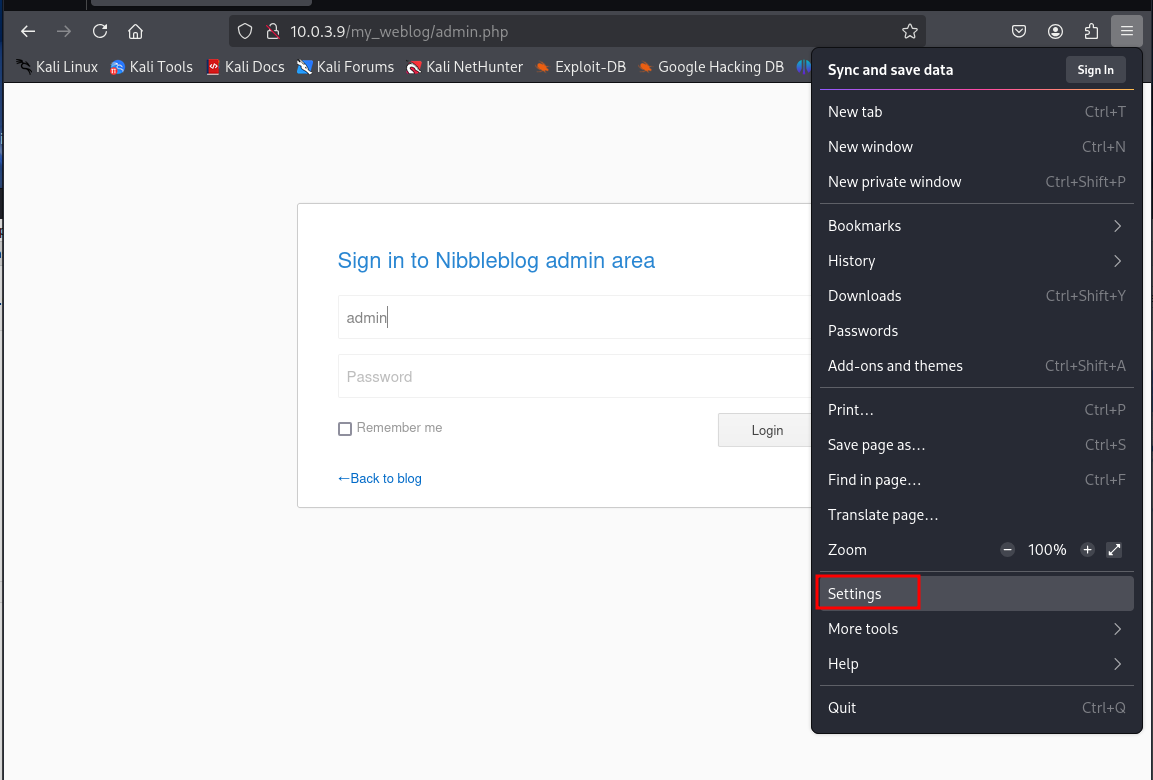 10.0.3.9/my_weblog/admin.php
Kali Linux Kali Tools Kali Docs Kali Forums Kali NetHunter Exploit-DB Google Hacking DB
Sign in to Nibbleblog admin area
admin
Password
Remember me
Login
←Back to blog
Sync and save data Sign In
New tab Ctrl+T
New window Ctrl+N
New private window Ctrl+Shift+P
Bookmarks
History
Downloads Ctrl+Shift+Y
Passwords
Add-ons and themes Ctrl+Shift+A
Print… Ctrl+P
Save page as… Ctrl+S
Find in page… Ctrl+F
Translate page…
Zoom − 100% +
Settings
More tools
Help
Quit Ctrl+Q